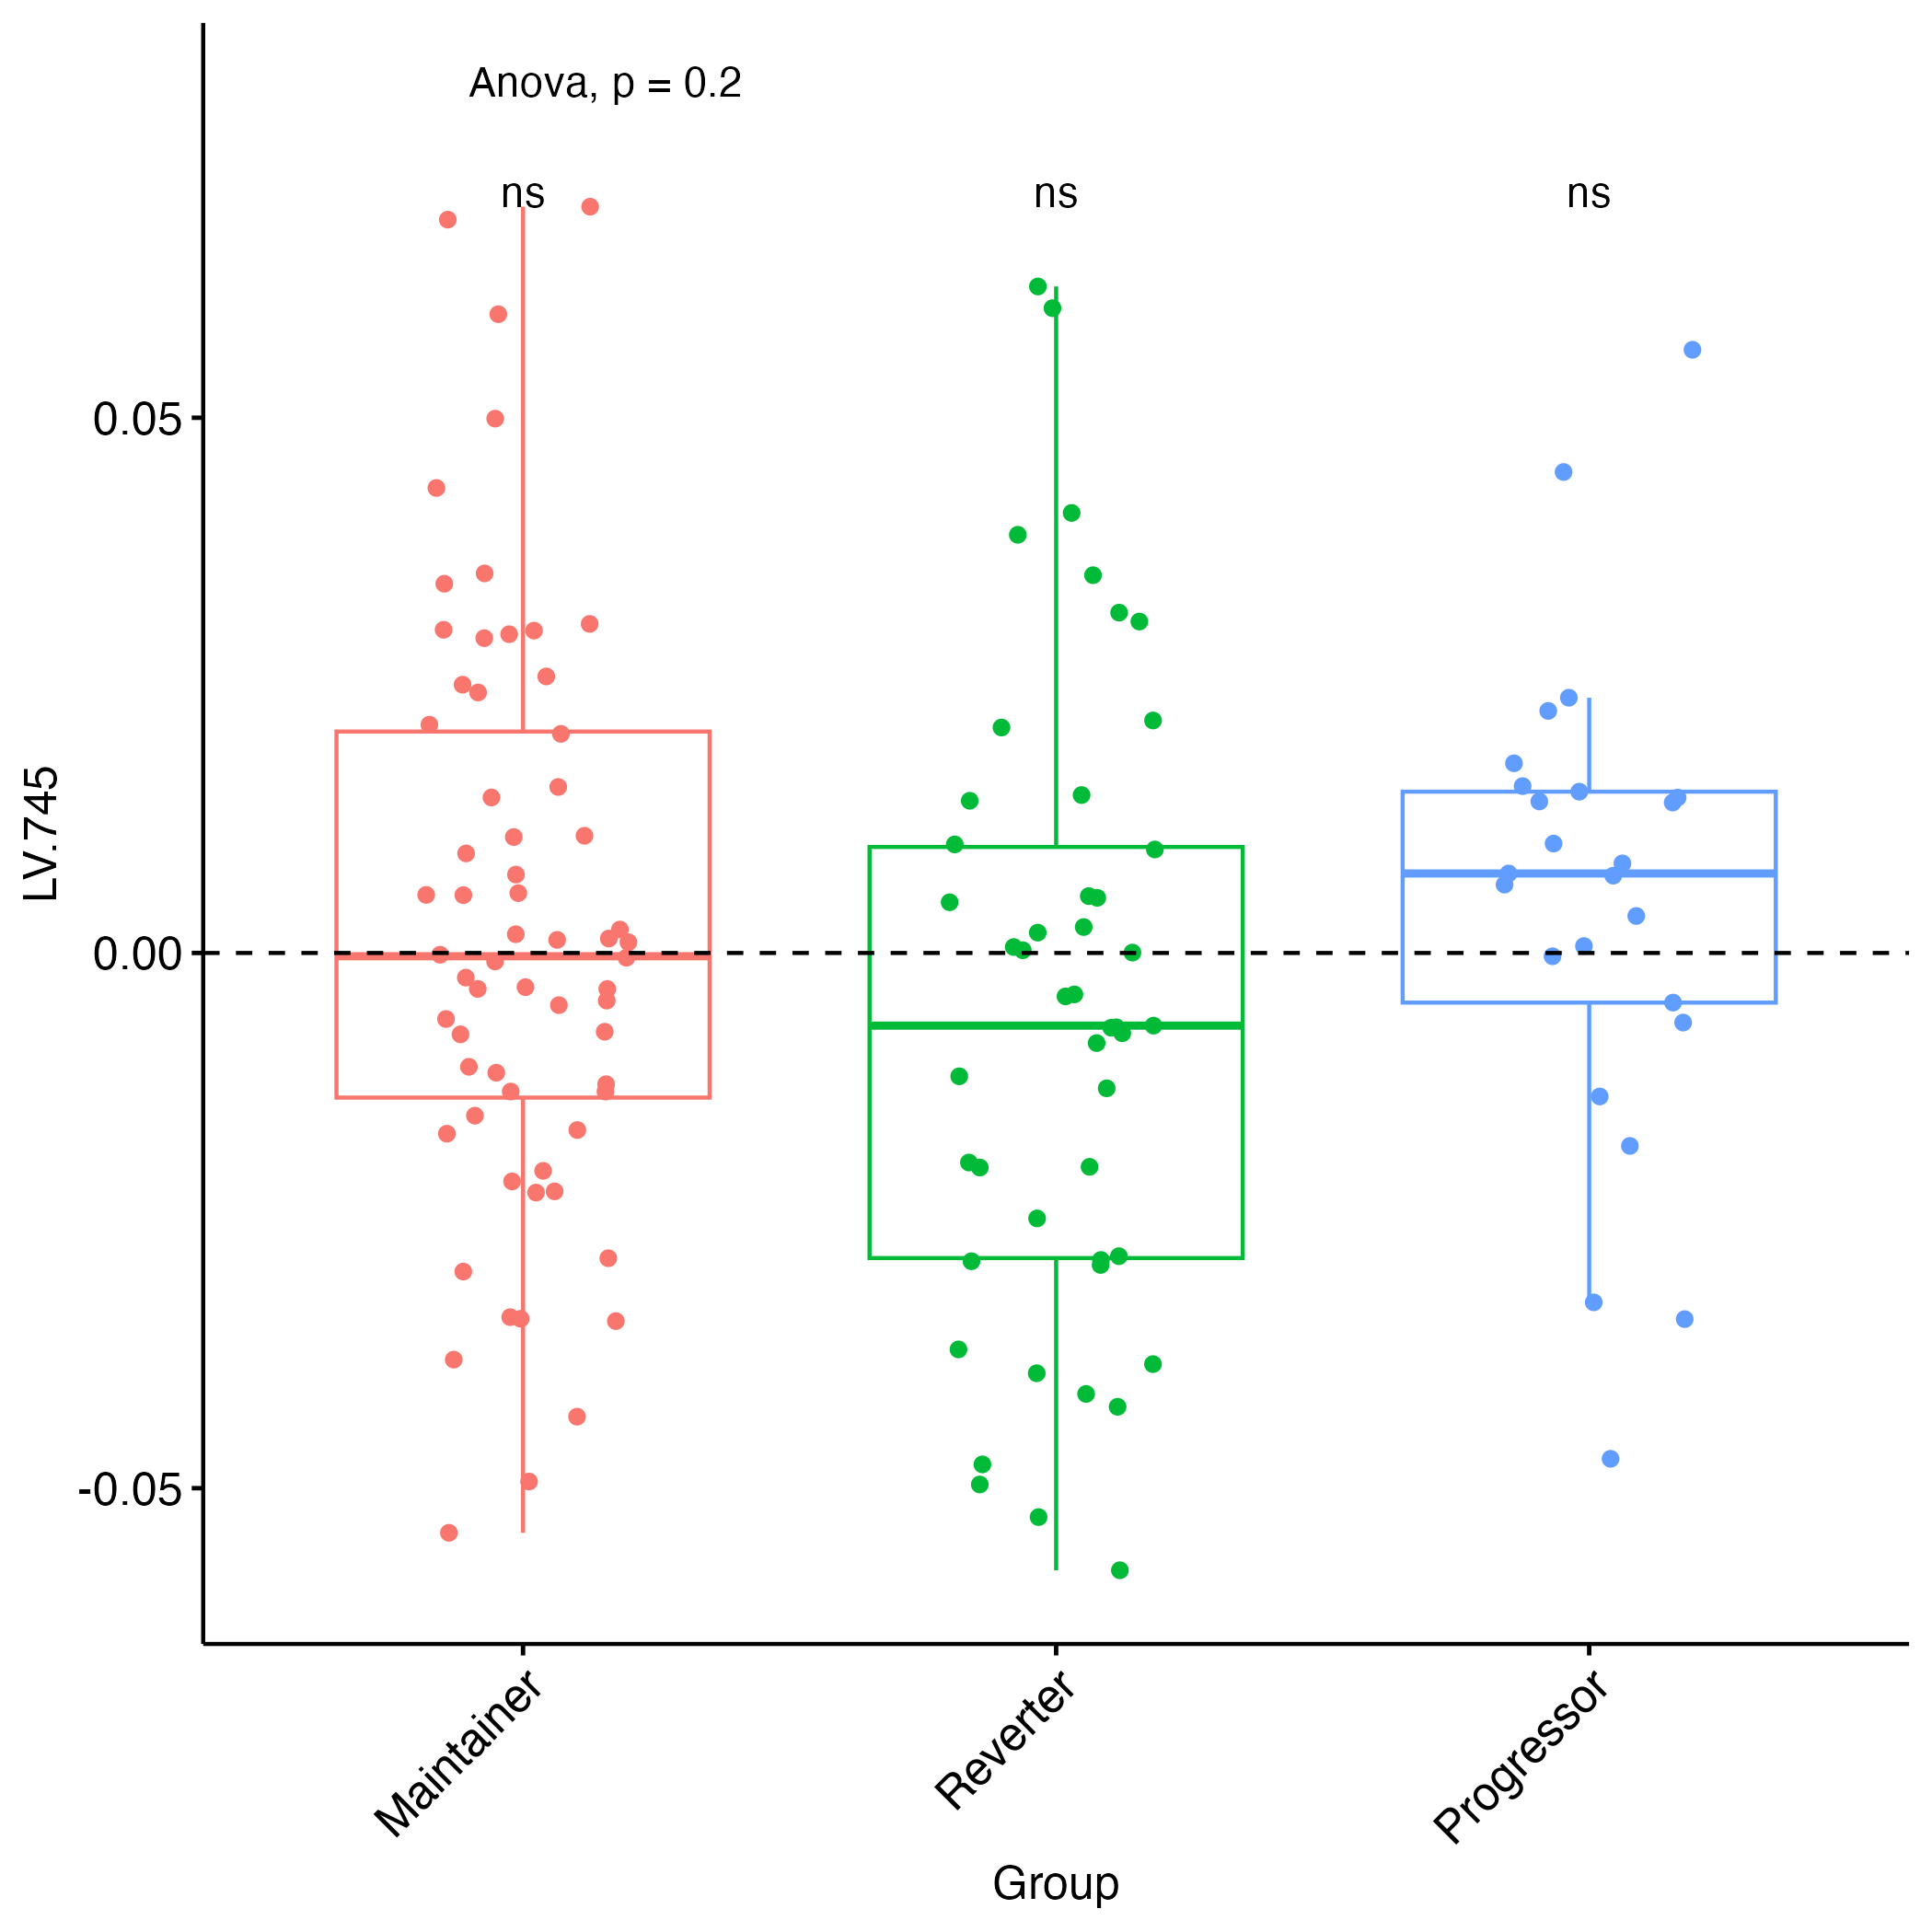 Anova, p = 0.2
ns ns ns
0.05
0.00
-0.05
LV.745
Maintainer Reverter Progressor
Group